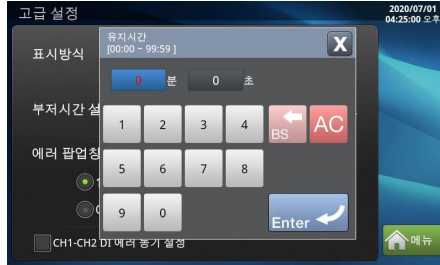 고급 설정
2020/07/01
04:25:00 오후
유지시간
[00:00 ~ 99:59 ]
X
표시방식
0 분 0 초
부저시간
1 2 3 4 BS AC
에러 팝업창
5 6 7 8
9 0 Enter
CH1-CH2 DI 에러 동기 설정
메뉴